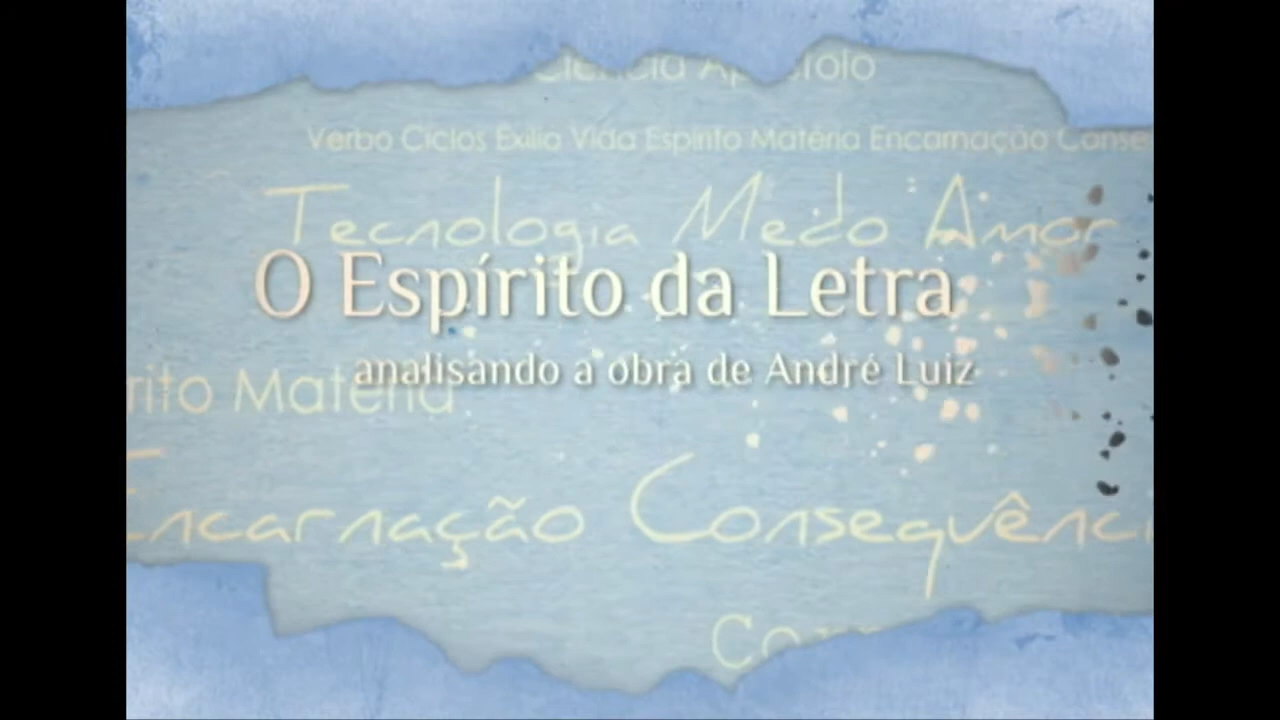 Ciência Apóstolo
Verbo Ciclos Exílio Vida Espírito Matéria Encarnação
Tecnologia Medo Amor
O Espírito da Letra
analisando a obra de André Luiz
Matéria
Encarnação